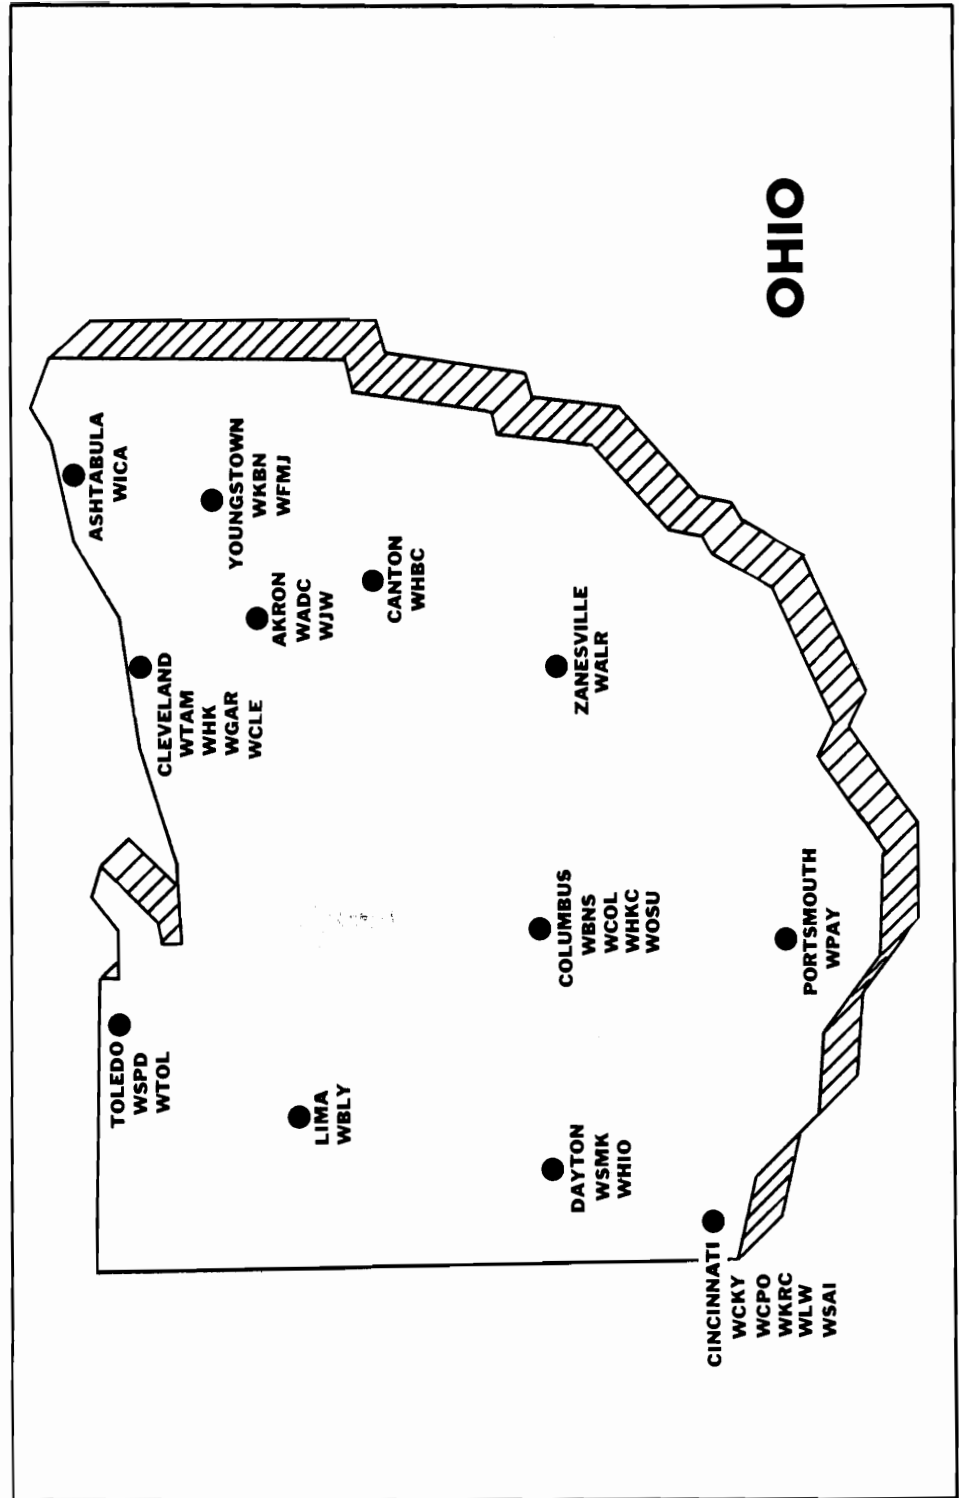 OHIO
ASHTABULA
WICA
YOUNGSTOWN
WKBN
WFMJ
CLEVELAND
WTAM
WHK
WGAR
WCLE
AKRON
WADC
WJW
CANTON
WHBC
TOLEDO
WSPD
WTOL
LIMA
WBLY
ZANESVILLE
WALR
COLUMBUS
WBNS
WCOL
WHKC
WOSU
DAYTON
WSMK
WHIO
PORTSMOUTH
WPAY
CINCINNATI
WCKY
WCPO
WKRC
WLW
WSAI